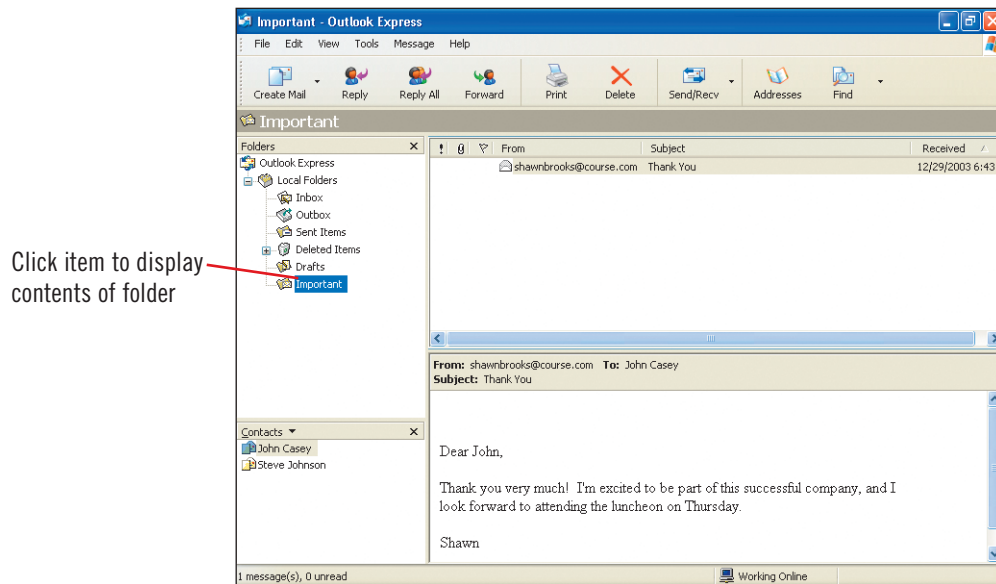 Important - Outlook Express
File Edit View Tools Message Help
Create Mail Reply Reply All Forward Print Delete Send/Recv Addresses Find
Important
Folders
! From Subject Received
Outlook Express
shawnbrooks@course.com Thank You 12/29/2003 6:43
Local Folders
Inbox
Outbox
Sent Items
Deleted Items
Drafts
Important
Click item to display
contents of folder
From: shawnbrooks@course.com To: John Casey
Subject: Thank You
Contacts
John Casey
Steve Johnson
Dear John,
Thank you very much! I'm excited to be part of this successful company, and I
look forward to attending the luncheon on Thursday.
Shawn
1 message(s), 0 unread Working Online